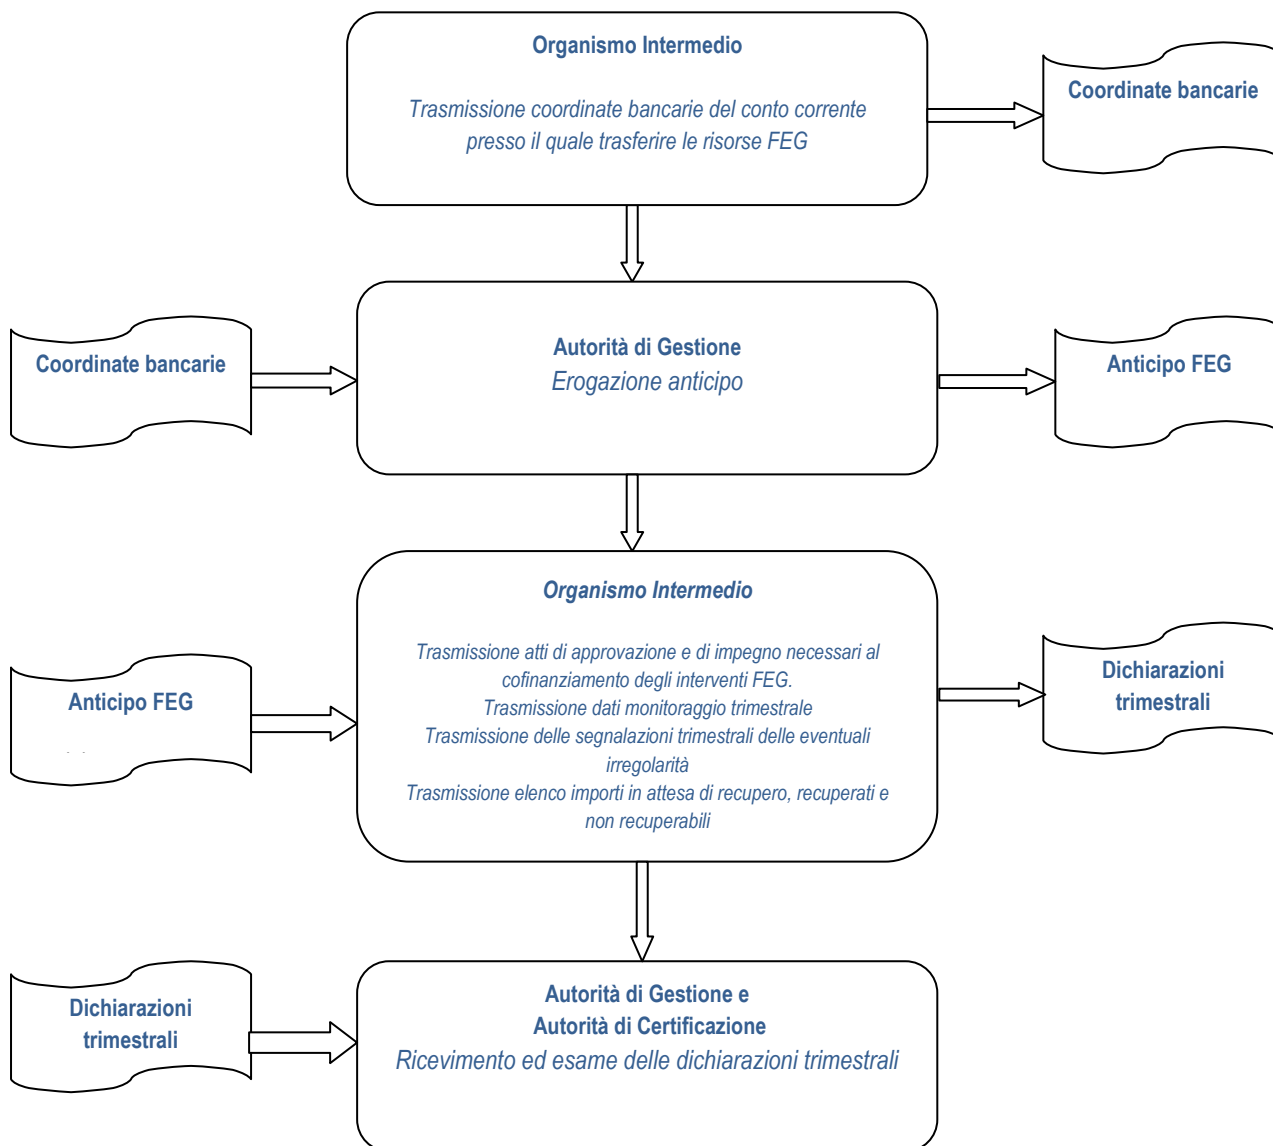 Organismo Intermedio
Trasmissione coordinate bancarie del conto corrente
presso il quale trasferire le risorse FEG
Coordinate bancarie
Coordinate bancarie
Autorità di Gestione
Erogazione anticipo
Anticipo FEG
Anticipo FEG
Organismo Intermedio
Trasmissione atti di approvazione e di impegno necessari al
cofinanziamento degli interventi FEG.
Trasmissione dati monitoraggio trimestrale
Trasmissione delle segnalazioni trimestrali delle eventuali
irregolarità
Trasmissione elenco importi in attesa di recupero, recuperati e
non recuperabili
Dichiarazioni
trimestrali
Dichiarazioni
trimestrali
Autorità di Gestione e
Autorità di Certificazione
Ricevimento ed esame delle dichiarazioni trimestrali